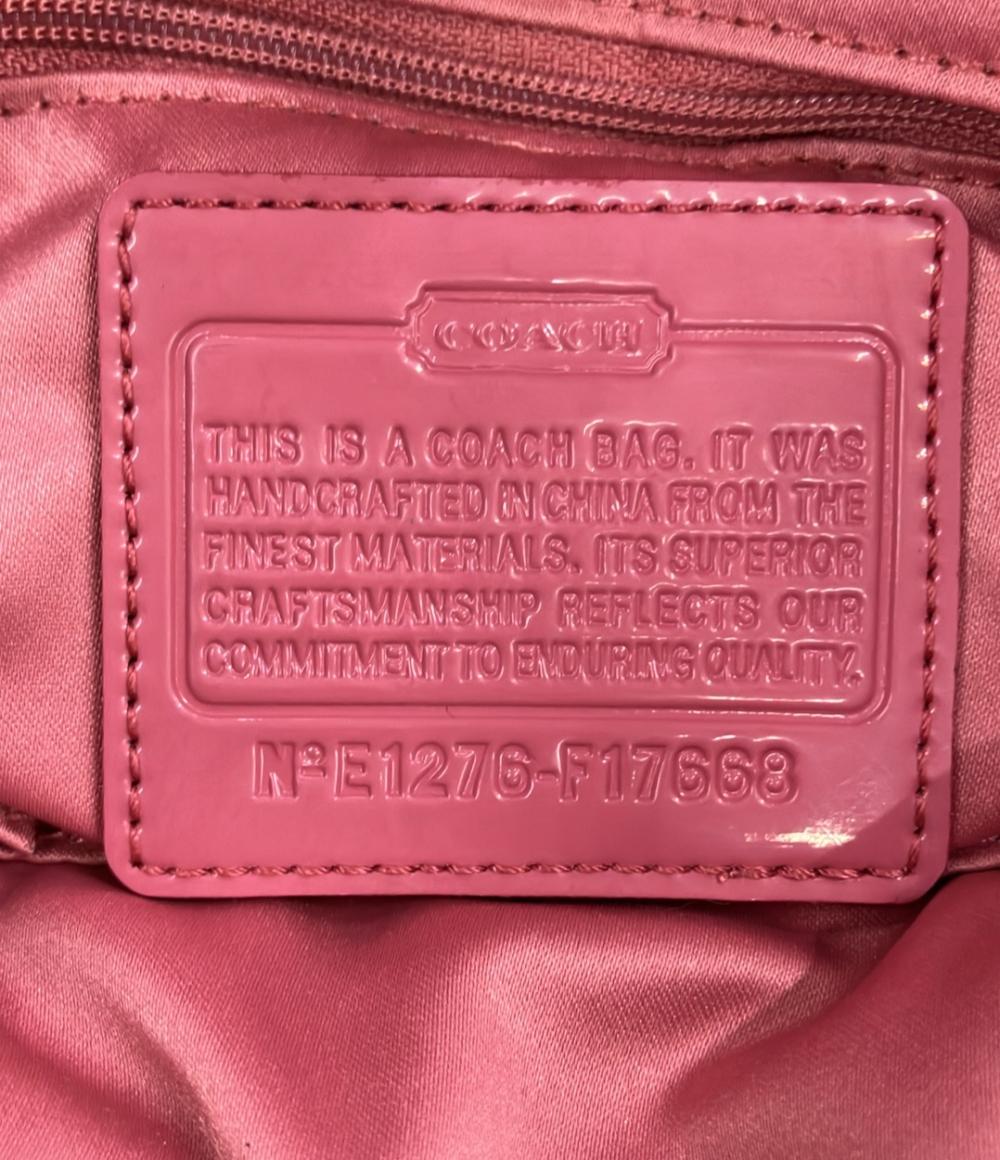 COACH
THIS IS A COACH BAG. IT WAS
HANDCRAFTED IN CHINA FROM THE
FINEST MATERIALS. ITS SUPERIOR
CRAFTSMANSHIP REFLECTS OUR
COMMITMENT TO ENDURING QUALITY.
Nº E1276-F17668